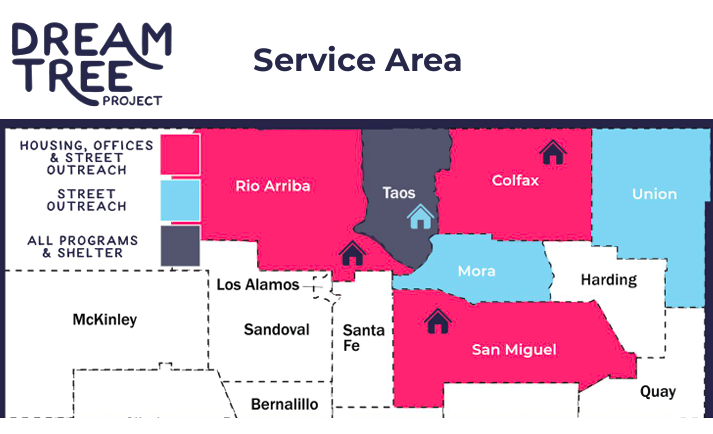 DREAM
TREE
PROJECT
Service Area
HOUSING, OFFICES
& STREET
OUTREACH
STREET
OUTREACH
ALL PROGRAMS
& SHELTER
Rio Arriba
Taos
Colfax
Union
Mora
Harding
Los Alamos
McKinley
Sandoval
Santa
Fe
San Miguel
Quay
Bernalillo